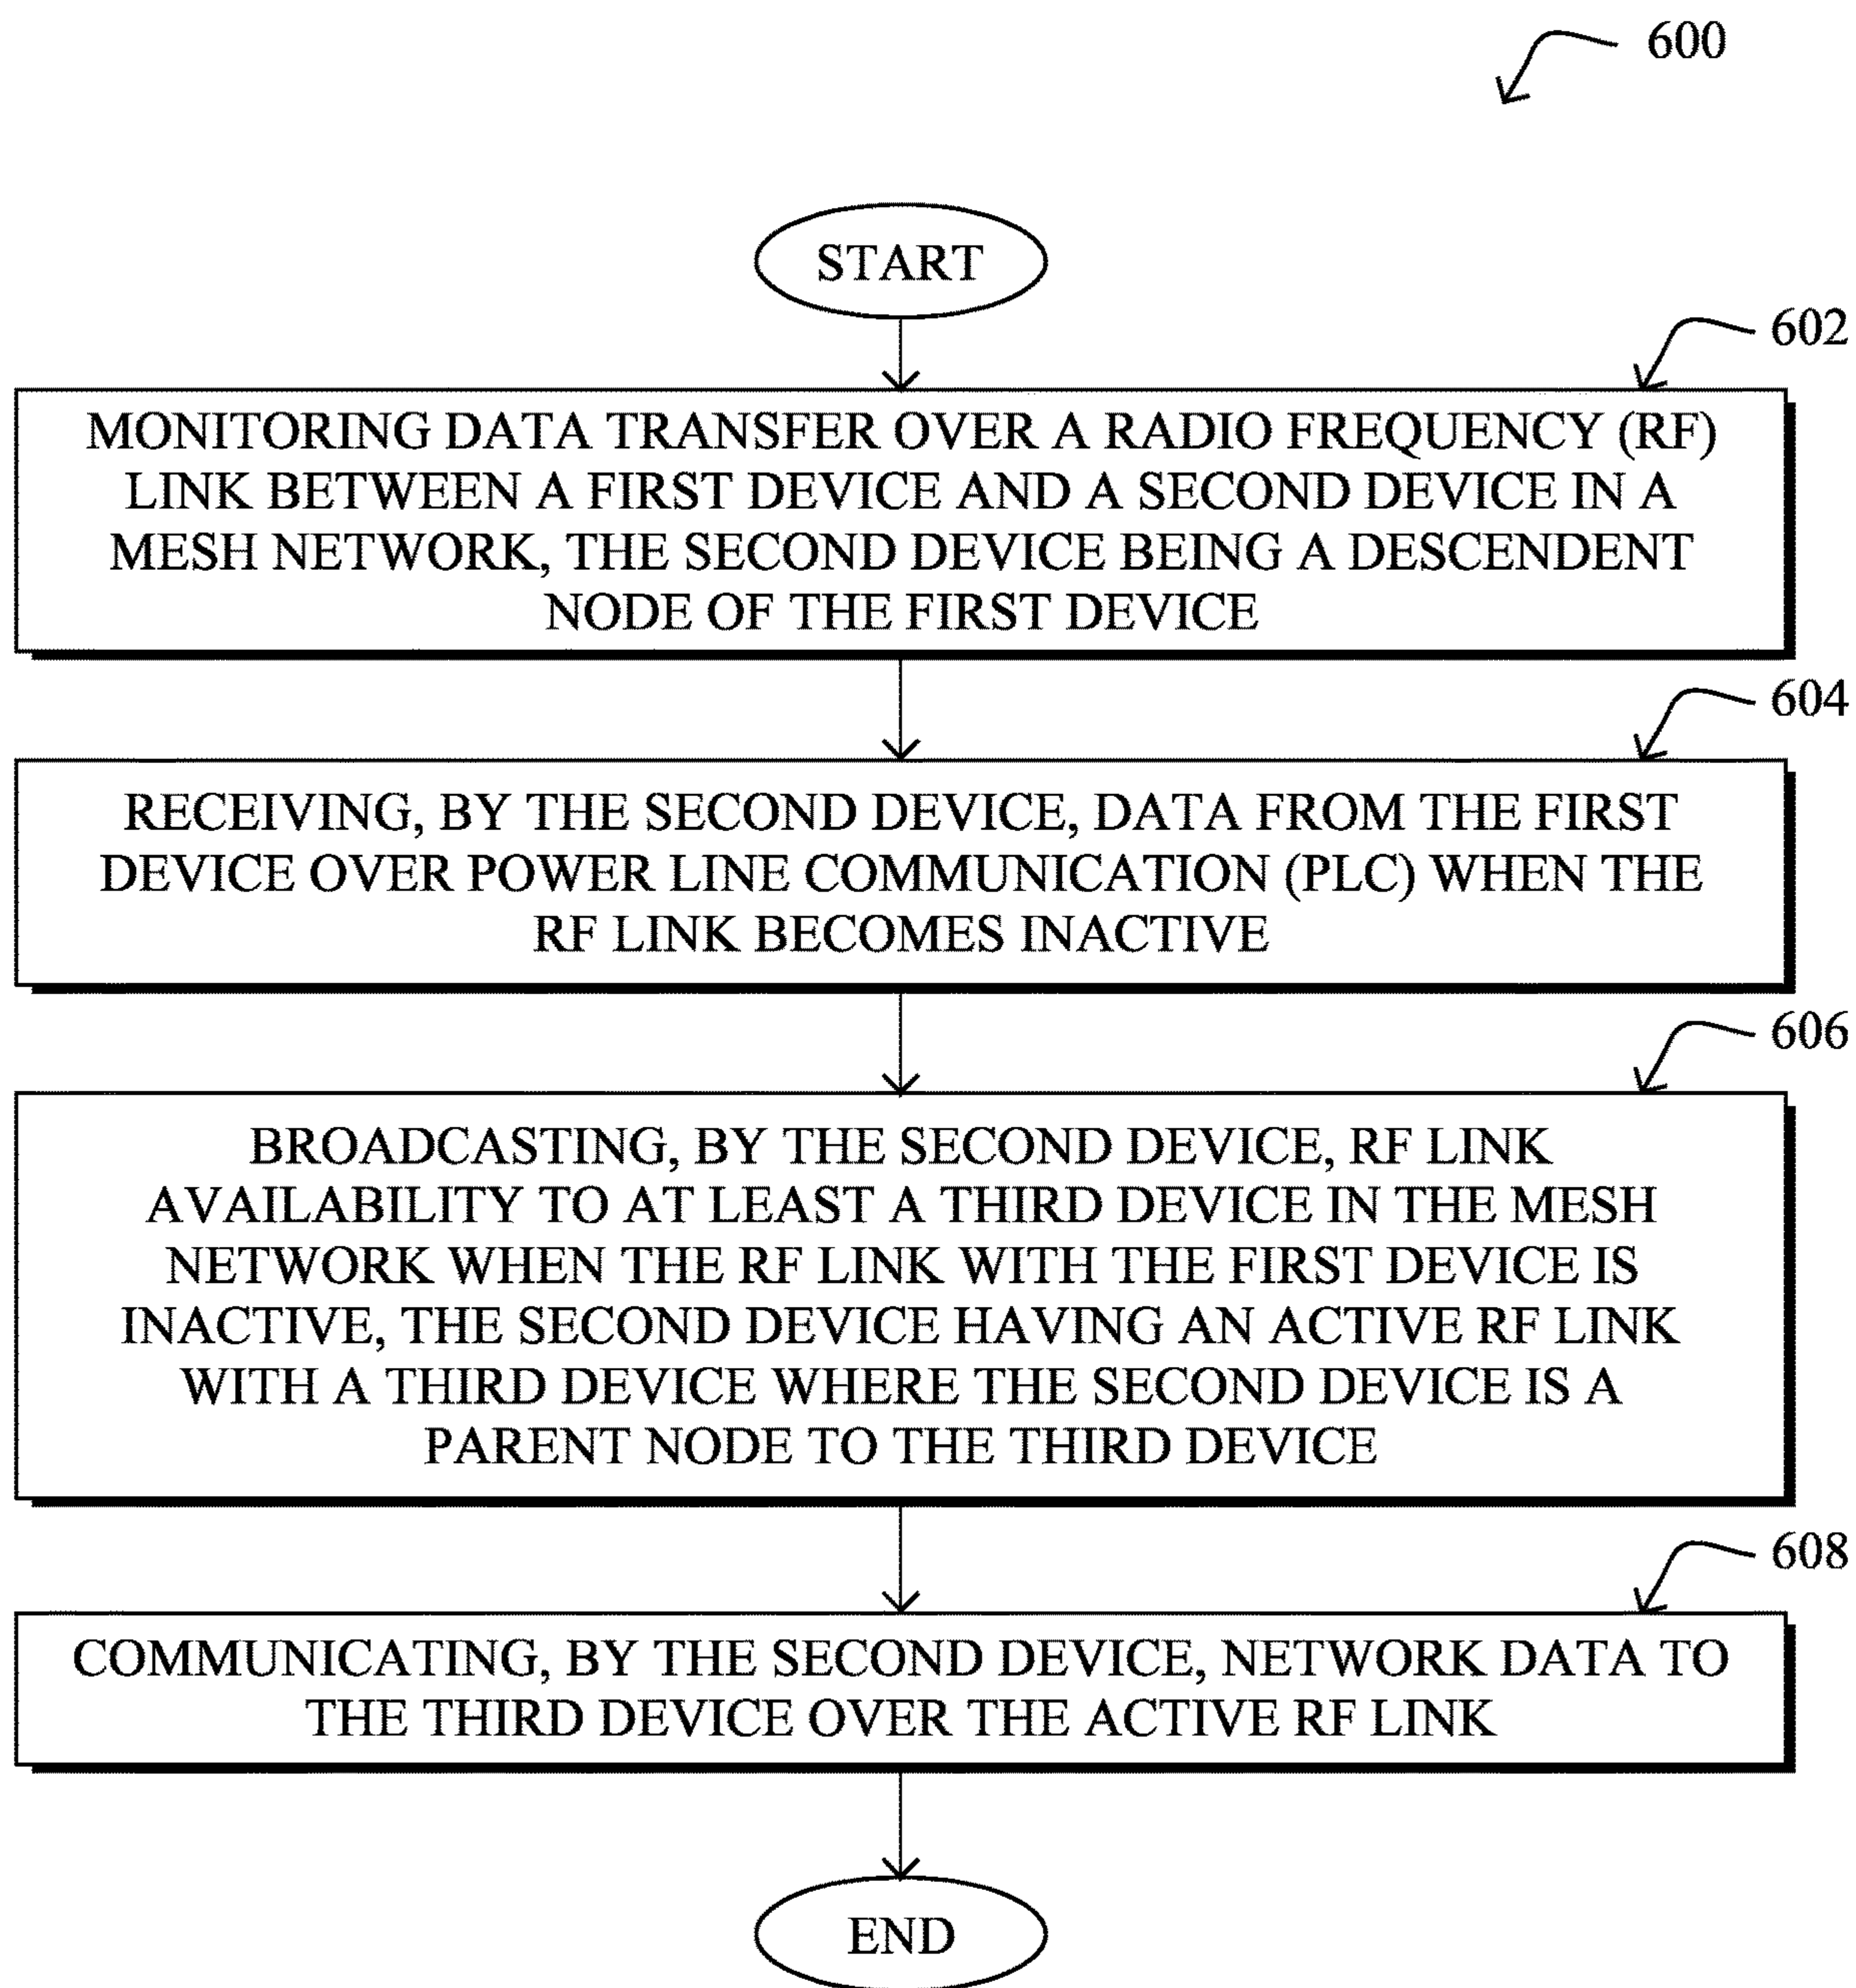 600
START
602
MONITORING DATA TRANSFER OVER A RADIO FREQUENCY (RF)
LINK BETWEEN A FIRST DEVICE AND A SECOND DEVICE IN A
MESH NETWORK, THE SECOND DEVICE BEING A DESCENDENT
NODE OF THE FIRST DEVICE
604
RECEIVING, BY THE SECOND DEVICE, DATA FROM THE FIRST
DEVICE OVER POWER LINE COMMUNICATION (PLC) WHEN THE
RF LINK BECOMES INACTIVE
606
BROADCASTING, BY THE SECOND DEVICE, RF LINK
AVAILABILITY TO AT LEAST A THIRD DEVICE IN THE MESH
NETWORK WHEN THE RF LINK WITH THE FIRST DEVICE IS
INACTIVE, THE SECOND DEVICE HAVING AN ACTIVE RF LINK
WITH A THIRD DEVICE WHERE THE SECOND DEVICE IS A
PARENT NODE TO THE THIRD DEVICE
608
COMMUNICATING, BY THE SECOND DEVICE, NETWORK DATA TO
THE THIRD DEVICE OVER THE ACTIVE RF LINK
END